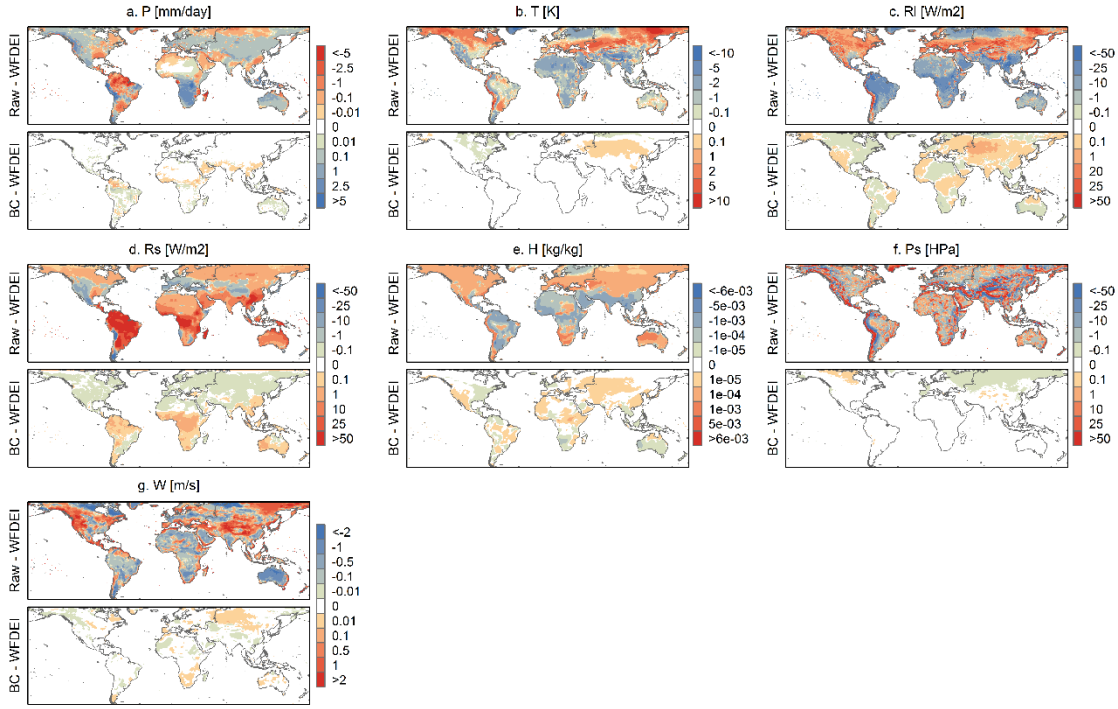 a. P [mm/day]
Raw - WFDEI
BC - WFDEI
<-5
-2.5
-1
-0.1
-0.01
0
0.01
0.1
1
2.5
>5
b. T [K]
Raw - WFDEI
BC - WFDEI
<-10
-5
-2
-1
-0.1
0
0.1
1
2
5
>10
c. Rl [W/m2]
Raw - WFDEI
BC - WFDEI
<-50
-20
-10
-1
-0.1
0
0.1
1
20
25
>50
d. Rs [W/m2]
Raw - WFDEI
BC - WFDEI
<-50
-25
-10
-1
-0.1
0
0.1
1
10
25
>50
e. H [kg/kg]
Raw - WFDEI
BC - WFDEI
<-6e-03
-5e-03
-1e-03
-1e-04
-1e-05
0
1e-05
1e-04
1e-03
5e-03
>6e-03
f. Ps [HPa]
Raw - WFDEI
BC - WFDEI
<-50
-25
-10
-1
-0.1
0
0.1
1
10
25
>50
g. W [m/s]
Raw - WFDEI
BC - WFDEI
<-2
-1
-0.5
-0.1
-0.01
0
0.01
0.1
0.5
1
>2